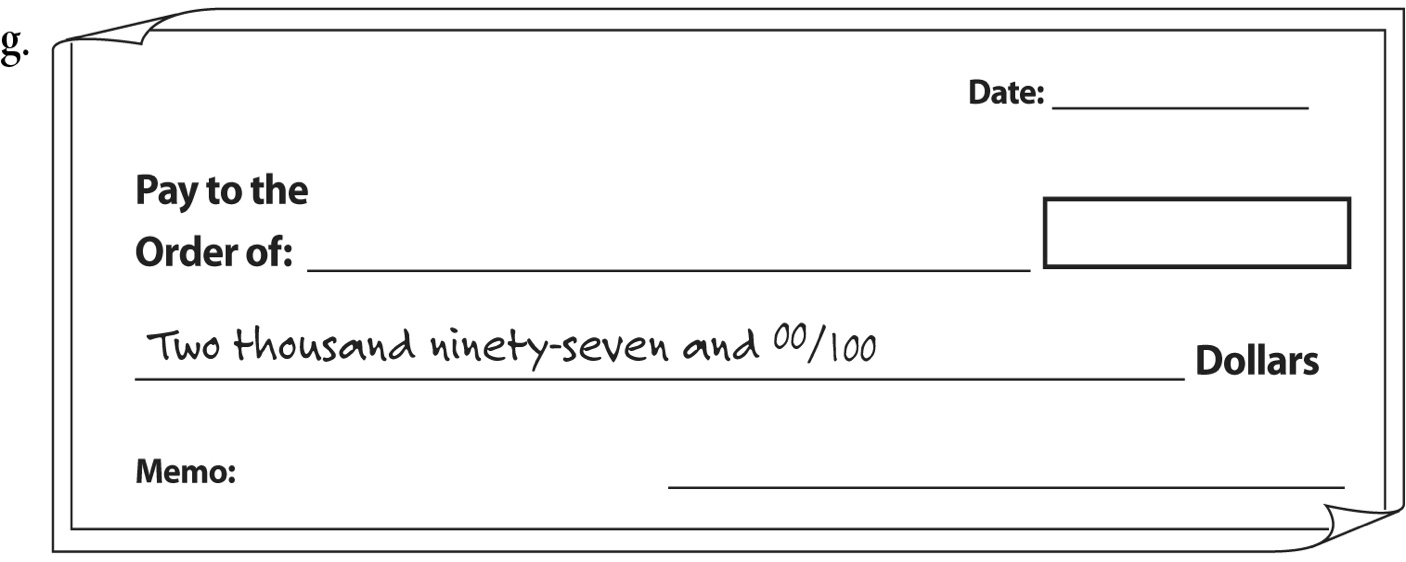 g.
Date:
Pay to the
Order of:
Two thousand ninety-seven and 00/100 Dollars
Memo: